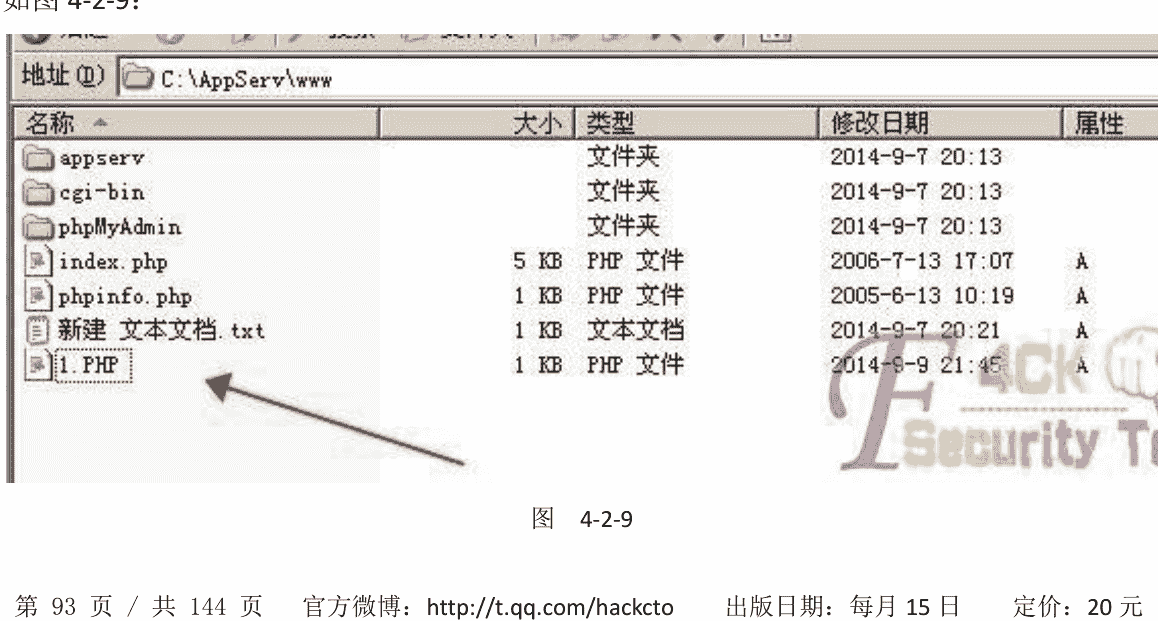 如图 4-2-9：
地址(D) C:\AppServ\www
名称 大小 类型 修改日期 属性
appserv 文件夹 2014-9-7 20:13
cgi-bin 文件夹 2014-9-7 20:13
phpMyAdmin 文件夹 2014-9-7 20:13
index.php 5 KB PHP 文件 2006-7-13 17:07 A
phpinfo.php 1 KB PHP 文件 2005-6-13 10:19 A
新建 文本文档.txt 1 KB 文本文档 2014-9-7 20:21 A
1.PHP 1 KB PHP 文件 2014-9-9 21:45 A
F4CK
Security
图 4-2-9
第 93 页 / 共 144 页 官方微博：http://t.qq.com/hackcto 出版日期：每月 15 日 定价：20 元